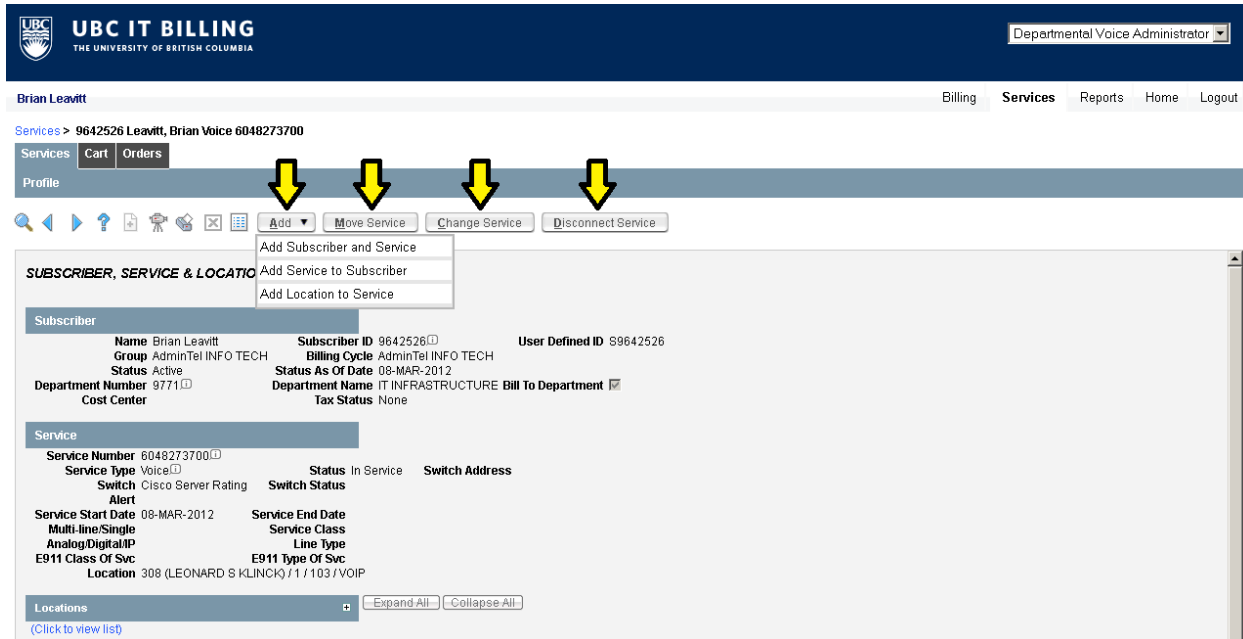 UBC
UBC IT BILLING
THE UNIVERSITY OF BRITISH COLUMBIA
Departmental Voice Administrator
Brian Leavitt
Billing Services Reports Home Logout
Services > 9642526 Leavitt, Brian Voice 6048273700
Services Cart Orders
Profile
Add Move Service Change Service Disconnect Service
Add Subscriber and Service
Add Service to Subscriber
Add Location to Service
SUBSCRIBER, SERVICE & LOCATIO
Subscriber
Name Brian Leavitt Subscriber ID 9642526 User Defined ID S9642526
Group AdminTel INFO TECH Billing Cycle AdminTel INFO TECH
Status Active Status As Of Date 08-MAR-2012
Department Number 9771 Department Name IT INFRASTRUCTURE Bill To Department
Cost Center Tax Status None
Service
Service Number 6048273700
Service Type Voice Status In Service Switch Address
Switch Cisco Server Rating Switch Status
Alert
Service Start Date 08-MAR-2012 Service End Date
Multi-line/Single Service Class
Analog/Digital/IP Line Type
E911 Class Of Svc E911 Type Of Svc
Location 308 (LEONARD S KLINCK) / 1 / 103 / VOIP
Locations Expand All Collapse All
(Click to view list)